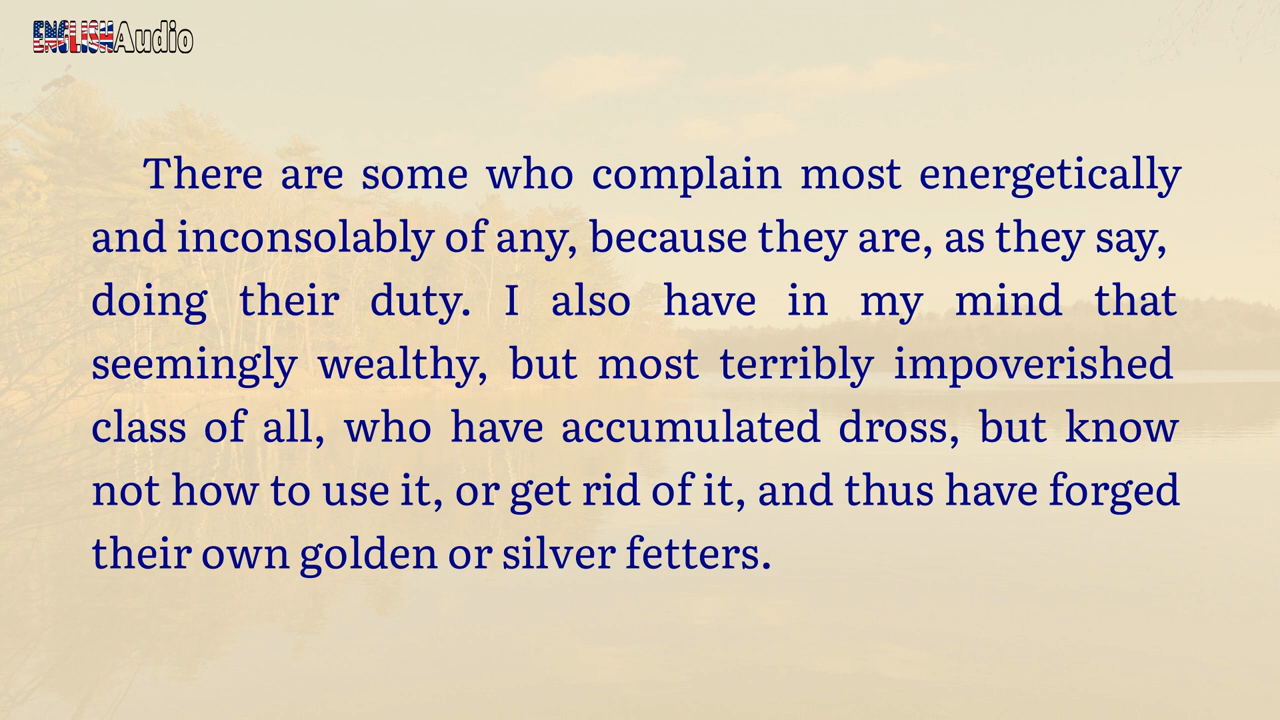 ENGLISHAudio
There are some who complain most energetically
and inconsolably of any, because they are, as they say,
doing their duty. I also have in my mind that
seemingly wealthy, but most terribly impoverished
class of all, who have accumulated dross, but know
not how to use it, or get rid of it, and thus have forged
their own golden or silver fetters.